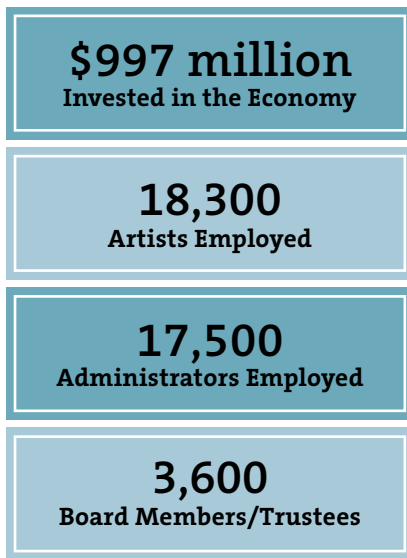 $997 million
Invested in the Economy
18,300
Artists Employed
17,500
Administrators Employed
3,600
Board Members/Trustees